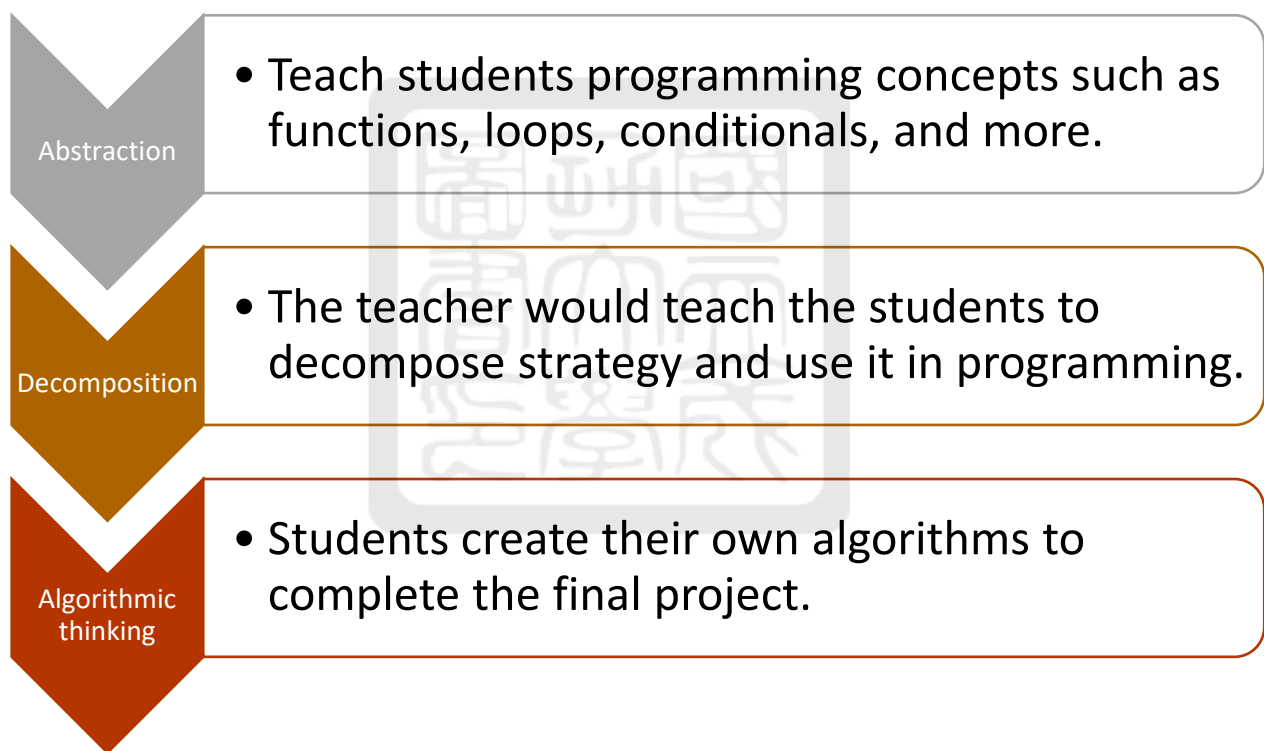 Abstraction
• Teach students programming concepts such as
functions, loops, conditionals, and more.
Decomposition
• The teacher would teach the students to
decompose strategy and use it in programming.
Algorithmic
thinking
• Students create their own algorithms to
complete the final project.